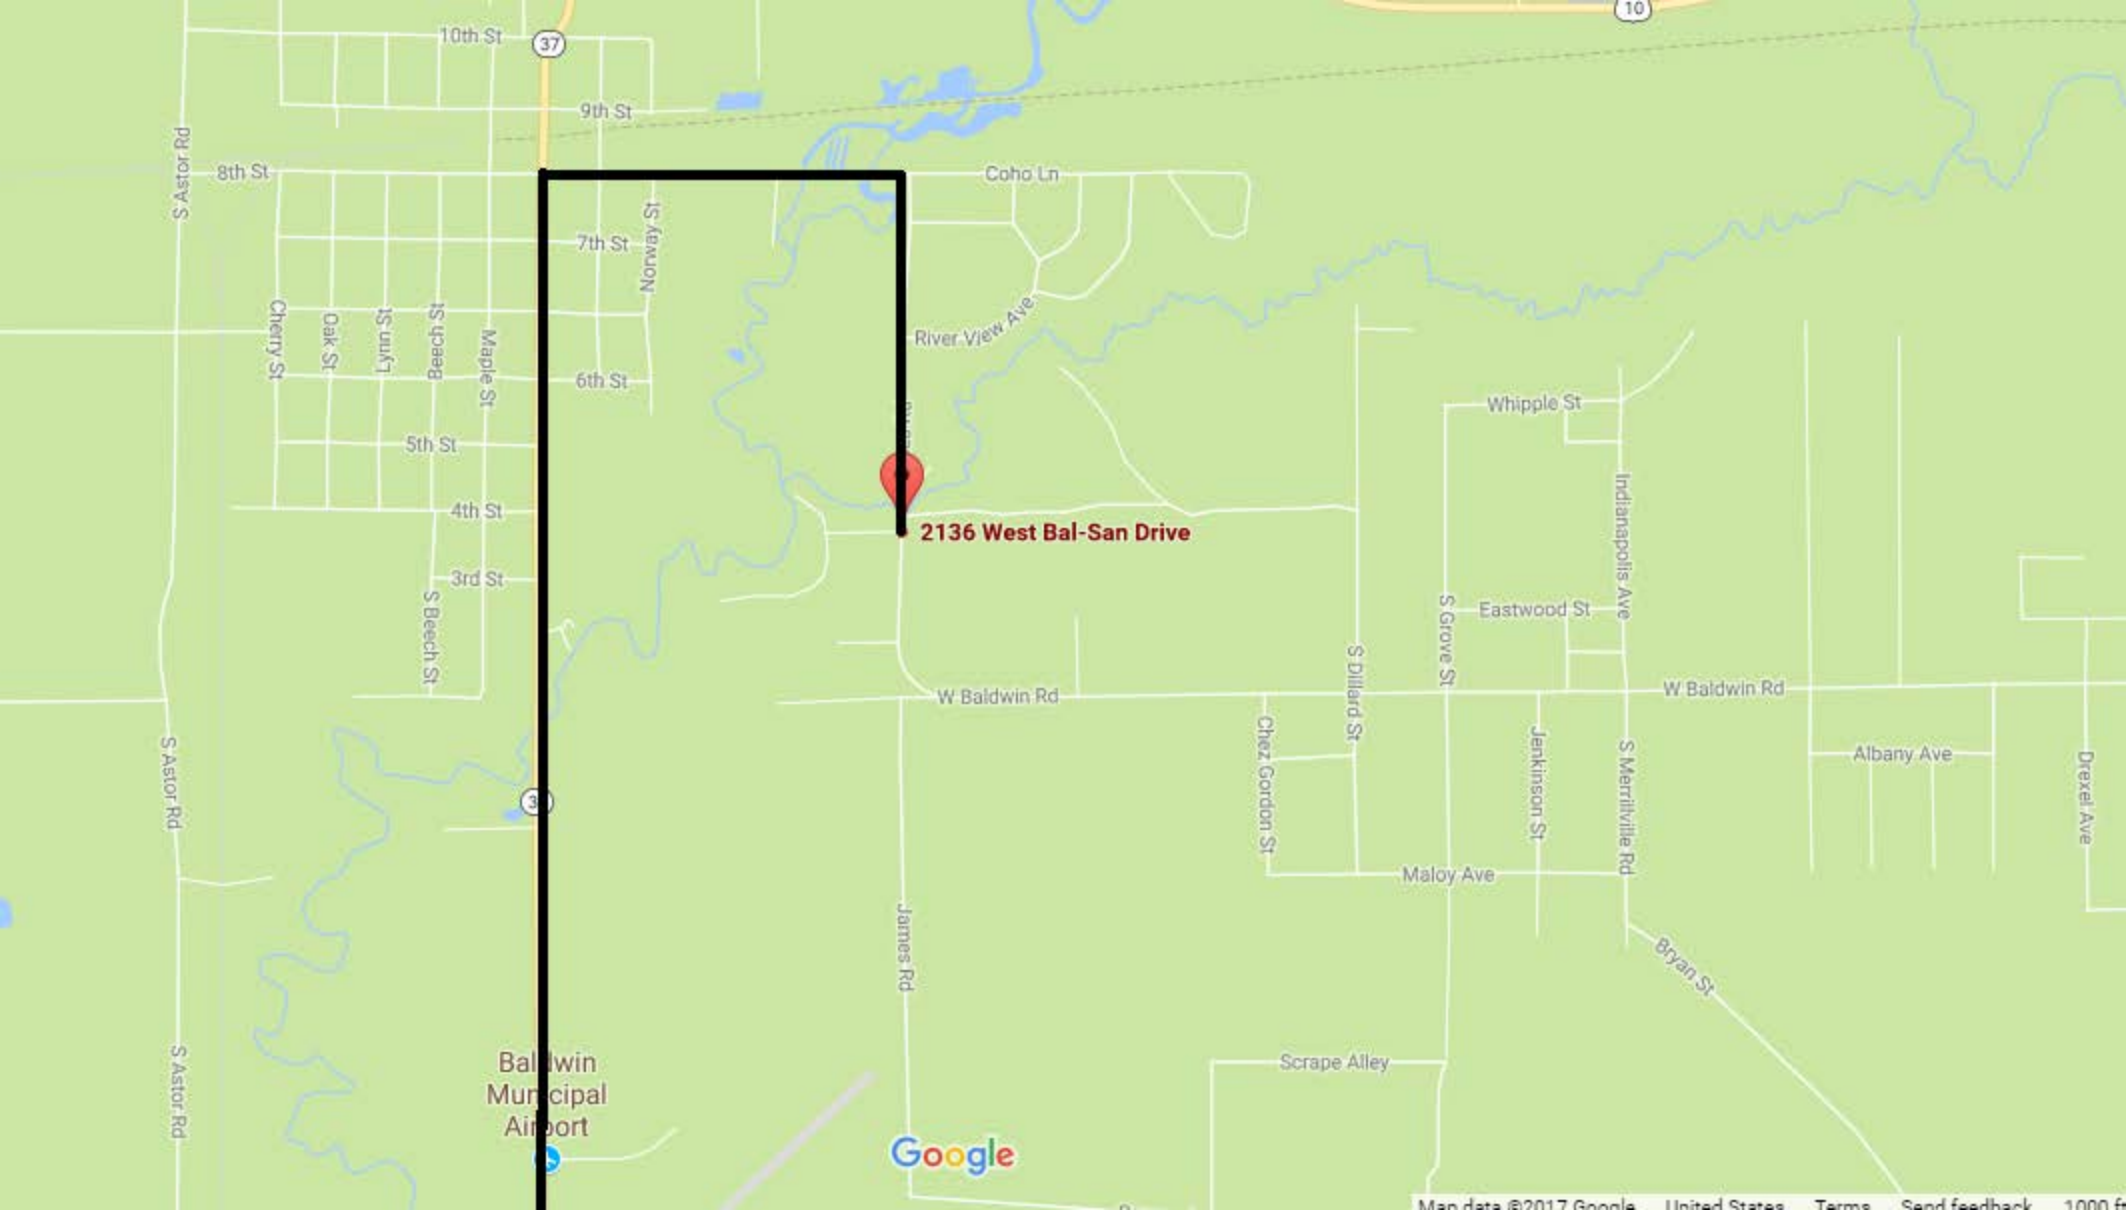 10
10th St
37
9th St
8th St
Coho Ln
S Astor Rd
7th St
Norway St
River View Ave
Cherry St
Oak St
Lynn St
Beech St
Maple St
6th St
Whipple St
5th St
4th St
2136 West Bal-San Drive
Indianapolis Ave
3rd St
S Beech St
S Grove St
Eastwood St
S Dillard St
W Baldwin Rd
W Baldwin Rd
S Astor Rd
Chez Gordon St
Jenkinson St
S Merrillville Rd
Albany Ave
Drexel Ave
Maloy Ave
James Rd
Bryan St
S Astor Rd
Baldwin
Municipal
Airport
Scrape Alley
Google
Map data ©2017 Google United States Terms Send feedback 1000